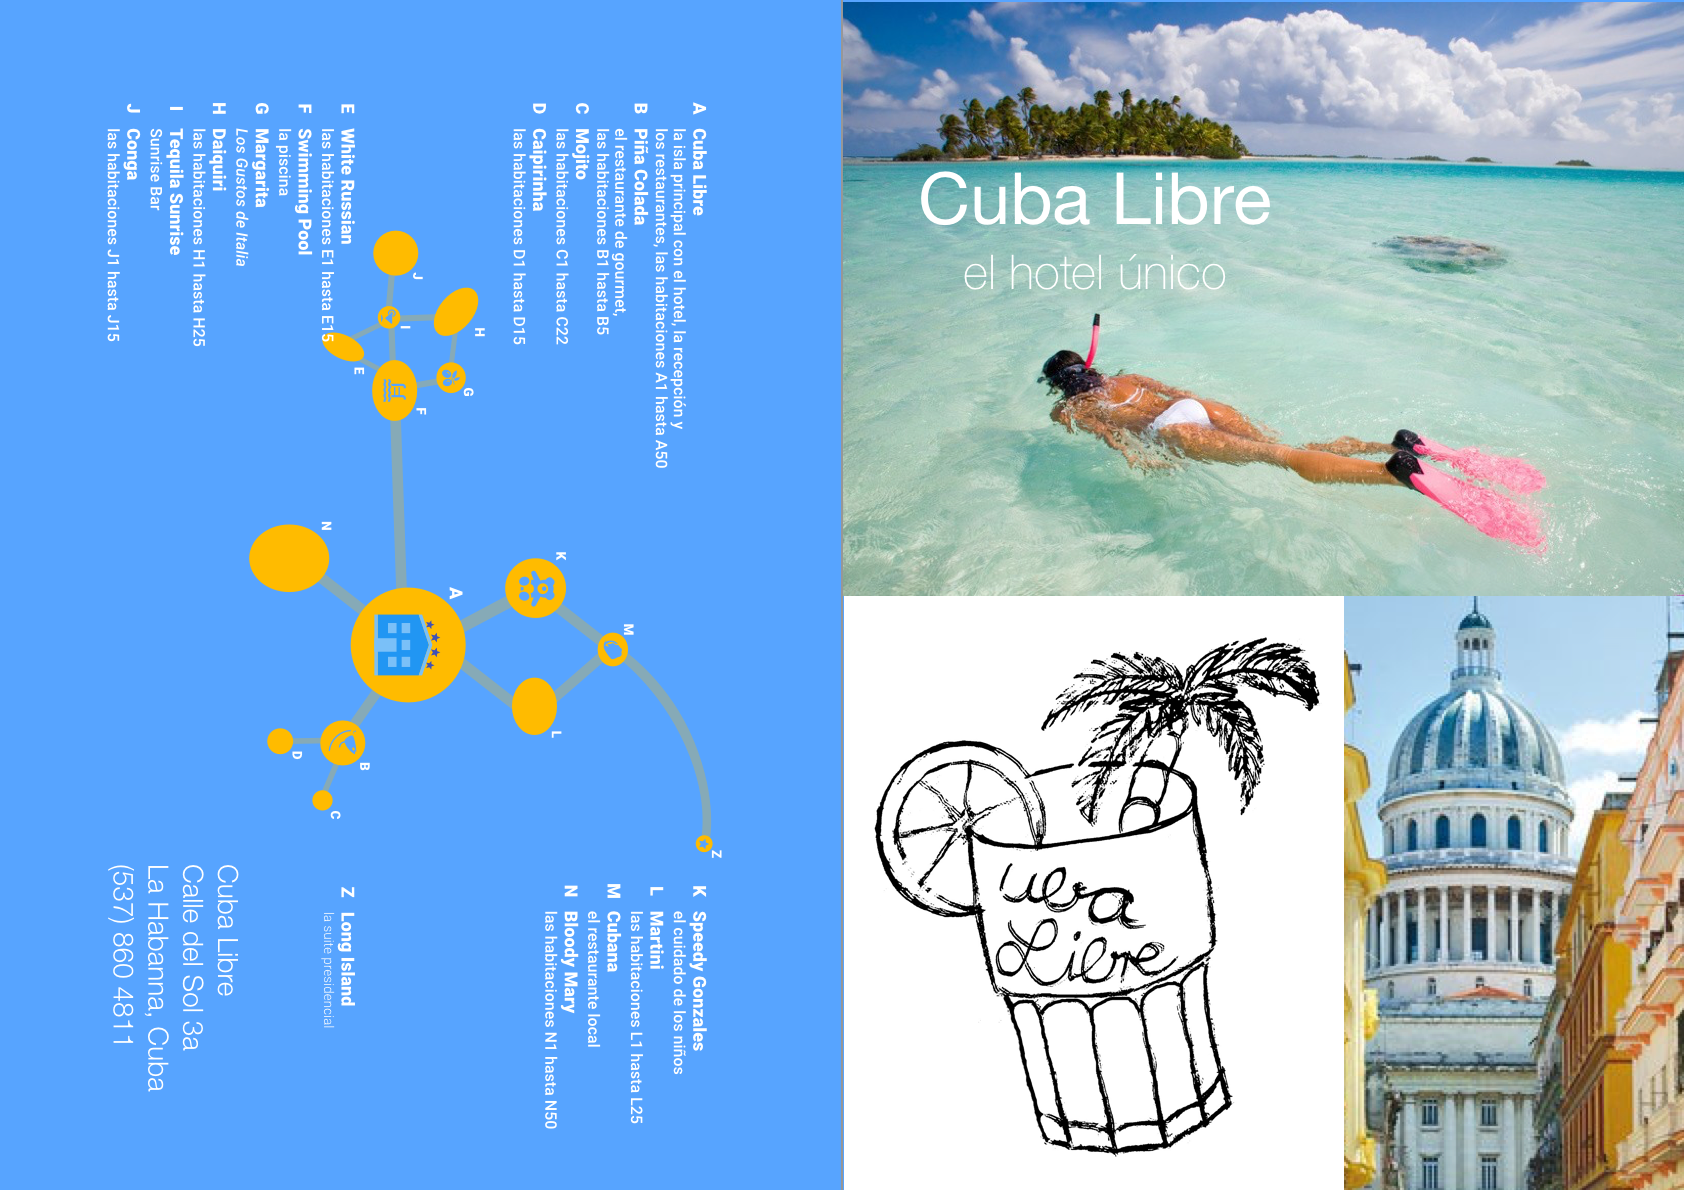 A Cuba Libre
la isla principal con el hotel, la recepción y
los restaurantes, las habitaciones A1 hasta A50
B Piña Colada
el restaurante de gourmet,
las habitaciones B1 hasta B5
C Mojito
las habitaciones C1 hasta C22
D Caipirinha
las habitaciones D1 hasta D15
E White Russian
las habitaciones E1 hasta E15
F Swimming Pool
la piscina
G Margarita
Los Gustos de Italia
H Daiquiri
las habitaciones H1 hasta H25
I Tequila Sunrise
Sunrise Bar
J Conga
las habitaciones J1 hasta J15
J
I
H
E
G
F
N
A
K
M
L
B
D
C
Z
K Speedy Gonzales
el cuidado de los niños
L Martini
las habitaciones L1 hasta L25
M Cubana
el restaurante local
N Bloody Mary
las habitaciones N1 hasta N50
Z Long Island
la suite presidencial
Cuba Libre
Calle del Sol 3a
La Habanna, Cuba
(537) 860 4811
Cuba Libre
el hotel único
Cuba
Libre